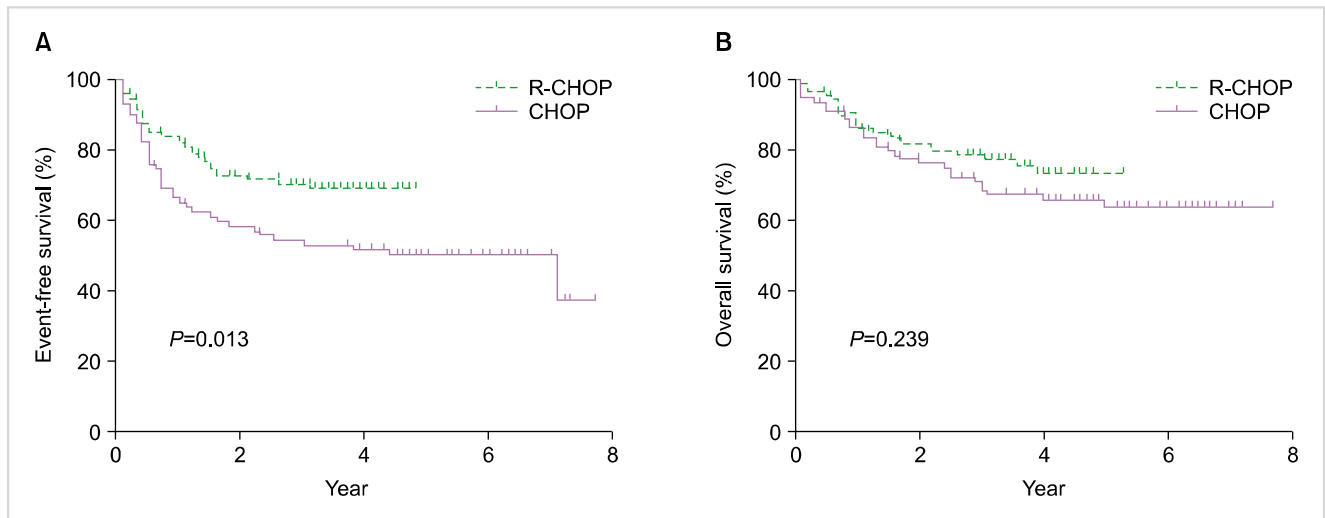 A
Event-free survival (%)
100
80
60
40
20
0
R-CHOP
CHOP
P=0.013
0 2 4 6 8
Year
B
Overall survival (%)
100
80
60
40
20
0
R-CHOP
CHOP
P=0.239
0 2 4 6 8
Year